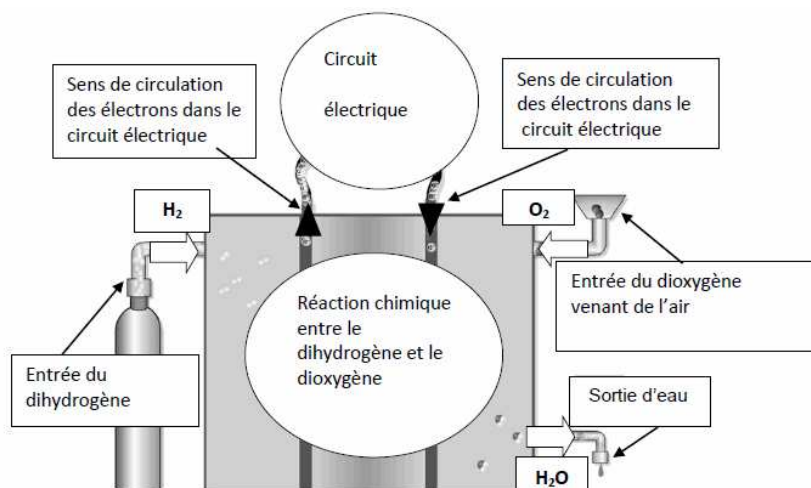 Circuit
électrique
Sens de circulation
des électrons dans le
circuit électrique
Sens de circulation
des électrons dans le
circuit électrique
H₂
O₂
Réaction chimique
entre le
dihydrogène et le
dioxygène
Entrée du dioxygène
venant de l'air
Entrée du
dihydrogène
Sortie d'eau
H₂O